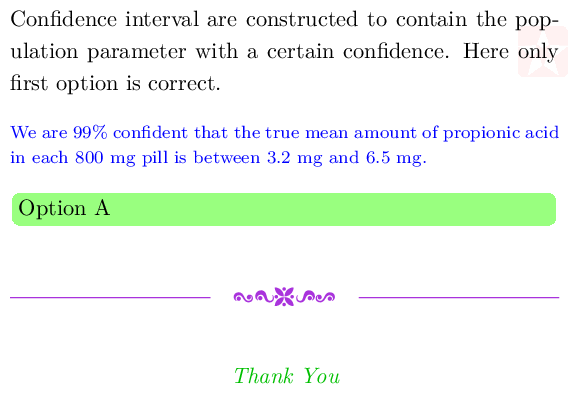 Confidence interval are constructed to contain the pop-
ulation parameter with a certain confidence. Here only
first option is correct.
We are 99% confident that the true mean amount of propionic acid
in each 800 mg pill is between 3.2 mg and 6.5 mg.
Option A
Thank You